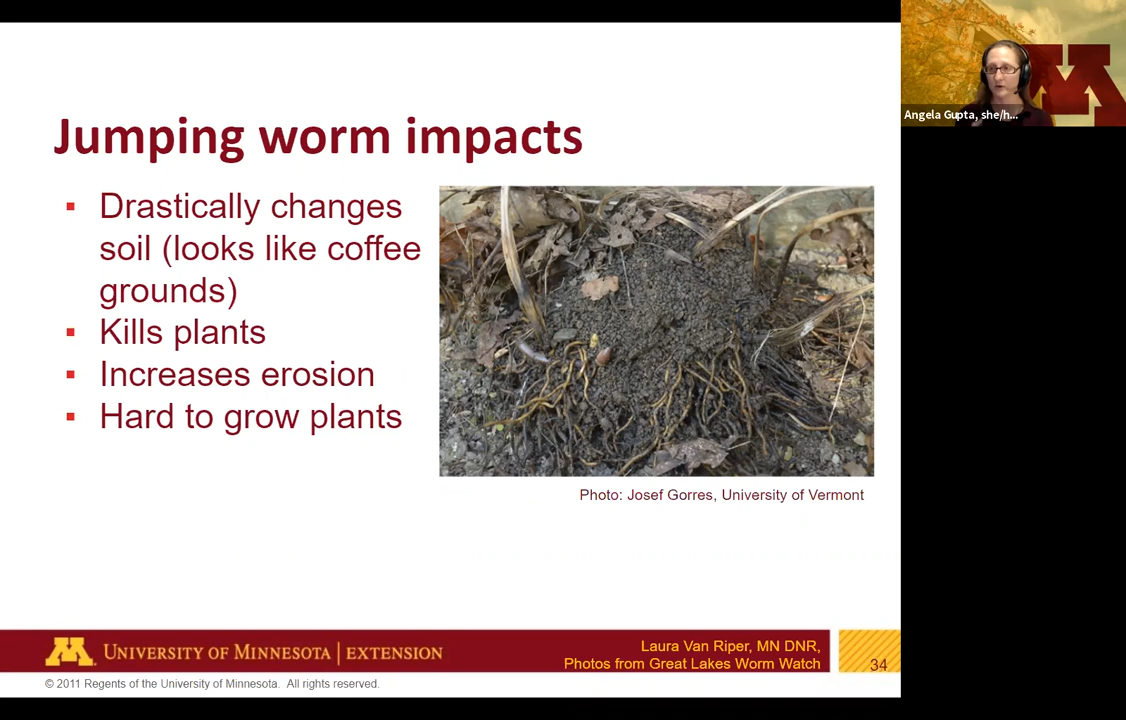 Jumping worm impacts
Drastically changes
soil (looks like coffee
grounds)
Kills plants
Increases erosion
Hard to grow plants
Photo: Josef Gorres, University of Vermont
Angela Gupta, she/h...
UNIVERSITY OF MINNESOTA | EXTENSION
Laura Van Riper, MN DNR,
Photos from Great Lakes Worm Watch
34
© 2011 Regents of the University of Minnesota. All rights reserved.